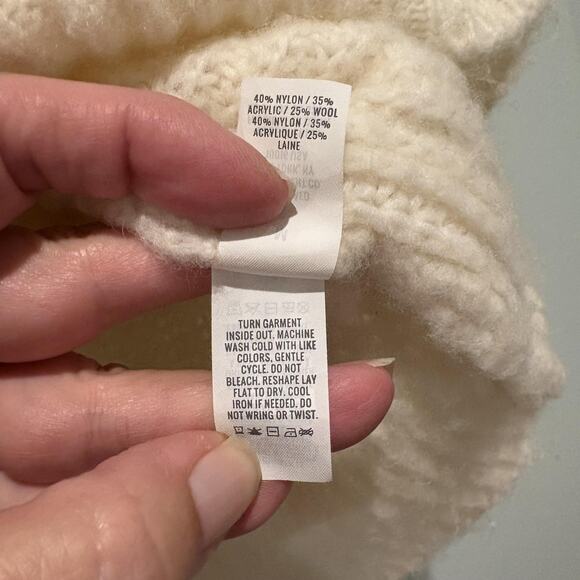 40% NYLON / 35%
ACRYLIC / 25% WOOL
40% NYLON / 35%
ACRYLIQUE / 25%
LAINE
TURN GARMENT
INSIDE OUT. MACHINE
WASH COLD WITH LIKE
COLORS, GENTLE
CYCLE. DO NOT
BLEACH. RESHAPE LAY
FLAT TO DRY. COOL
IRON IF NEEDED. DO
NOT WRING OR TWIST.